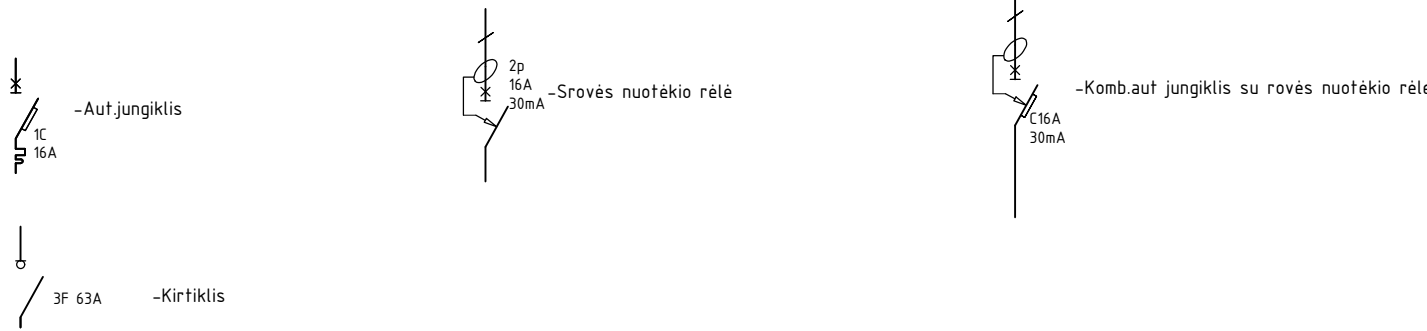 -Aut.jungiklis
1C
16A
2p
16A
30mA
-Srovės nuotėkio rėlė
-Komb.aut jungiklis su rovės nuotėkio rėlė
C16A
30mA
3F 63A
-Kirtiklis